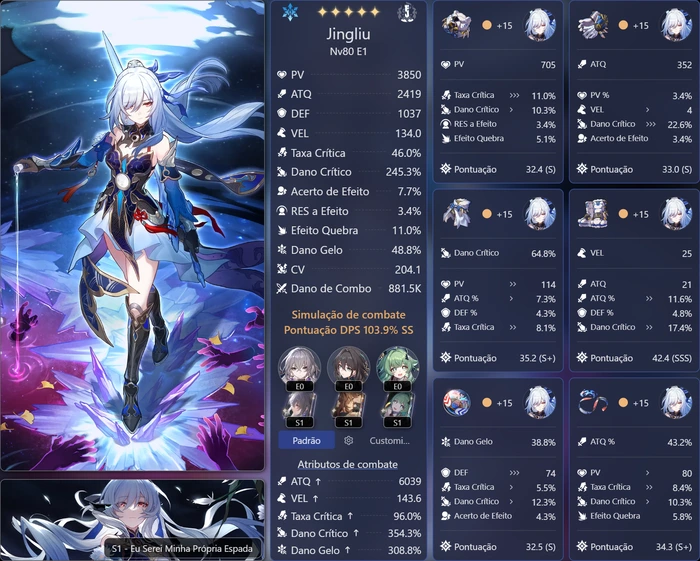 5
Jingliu
Nv80 E1
PV 3850
ATQ 2419
DEF 1037
VEL 134.0
Taxa Crítica 46.0%
Dano Crítico 245.3%
Acerto de Efeito 7.7%
RES a Efeito 3.4%
Efeito Quebra 11.0%
Dano Gelo 48.8%
CV 204.1
Dano de Combo 881.5K
Simulação de combate
Pontuação DPS 103.9% SS
E0 E0 E0
S1 S1 S1
Padrão Customi...
Atributos de combate
ATQ ↑ 6039
VEL ↑ 143.6
Taxa Crítica ↑ 96.0%
Dano Crítico ↑ 354.3%
Dano Gelo ↑ 308.8%
S1 - Eu Serei Minha Própria Espada
+15
PV 705
Taxa Crítica >>> 11.0%
Dano Crítico > 10.3%
RES a Efeito 3.4%
Efeito Quebra 5.1%
Pontuação 32.4 (S)
+15
ATQ 352
PV % 3.4%
VEL > 4
Dano Crítico >>> 22.6%
Acerto de Efeito 3.4%
Pontuação 33.0 (S)
+15
Dano Crítico 64.8%
PV >> 114
ATQ % > 7.3%
DEF % 4.3%
Taxa Crítica >> 8.1%
Pontuação 35.2 (S+)
+15
VEL 25
ATQ 21
ATQ % >> 11.6%
DEF % 4.8%
Dano Crítico >> 17.4%
Pontuação 42.4 (SSS)
+15
Dano Gelo 38.8%
DEF >>> 74
Taxa Crítica > 5.5%
Dano Crítico > 12.3%
Acerto de Efeito 4.3%
Pontuação 32.5 (S)
+15
ATQ % 43.2%
PV > 80
Taxa Crítica >> 8.4%
Dano Crítico > 10.3%
Efeito Quebra 5.8%
Pontuação 34.3 (S+)